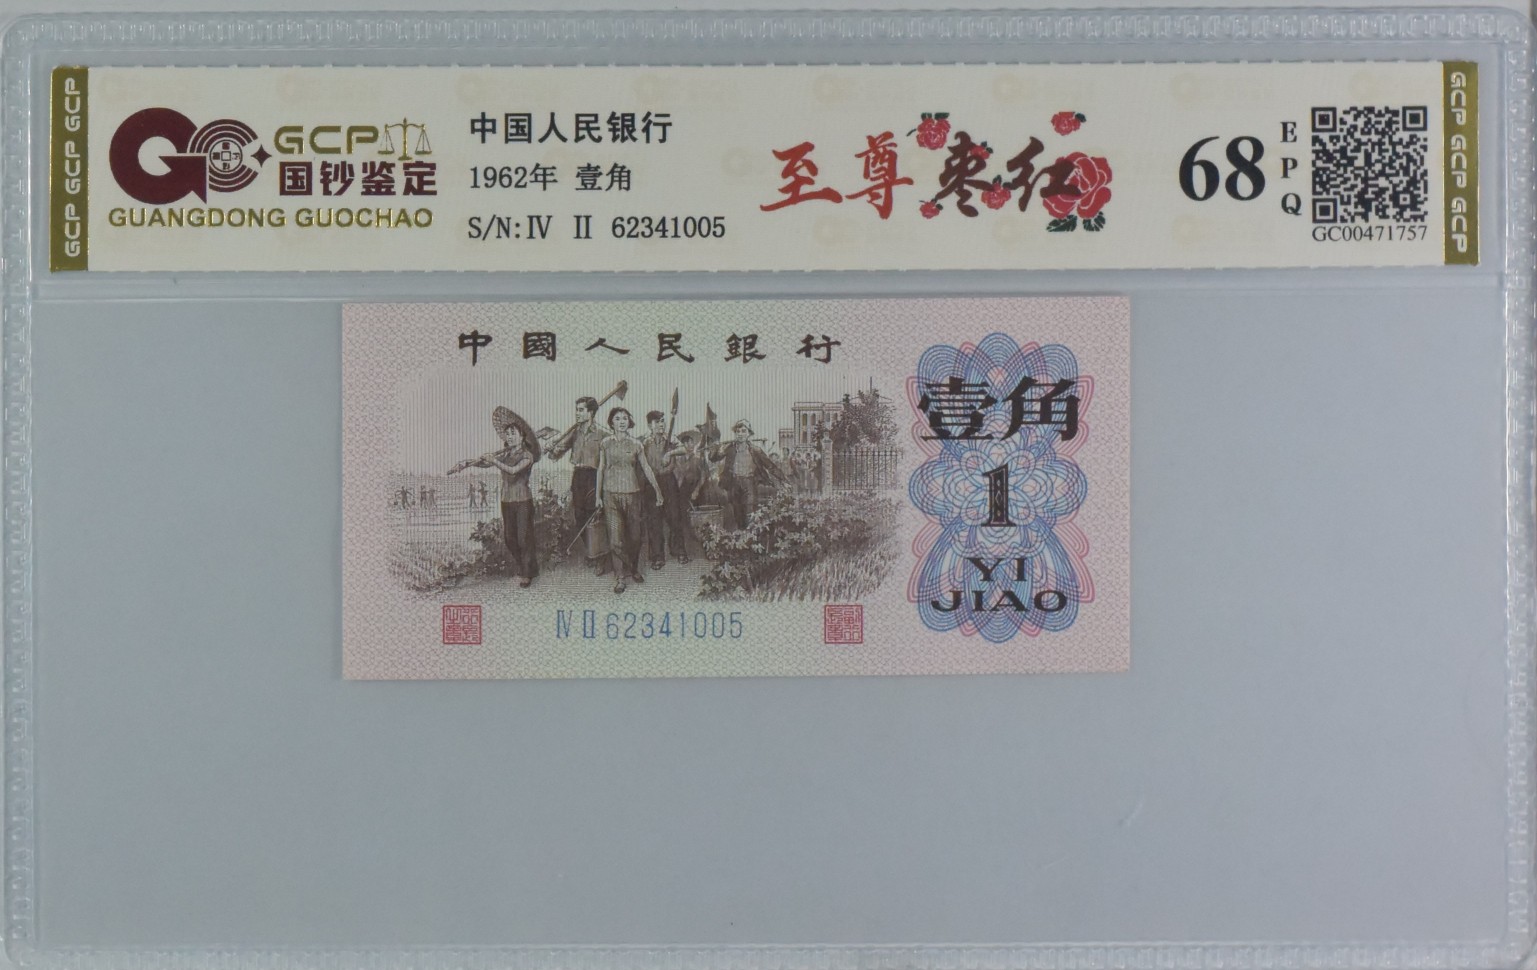 GCP GCP GCP
GCP
国钞鉴定
GUANGDONG GUOCHAO
中国人民银行
1962年 壹角
S/N: IV II 62341005
至尊枣红
68
EPQ
GC00471757
GCP GCP GCP
中國人民銀行
壹角
1
YI
JIAO
IV II 62341005